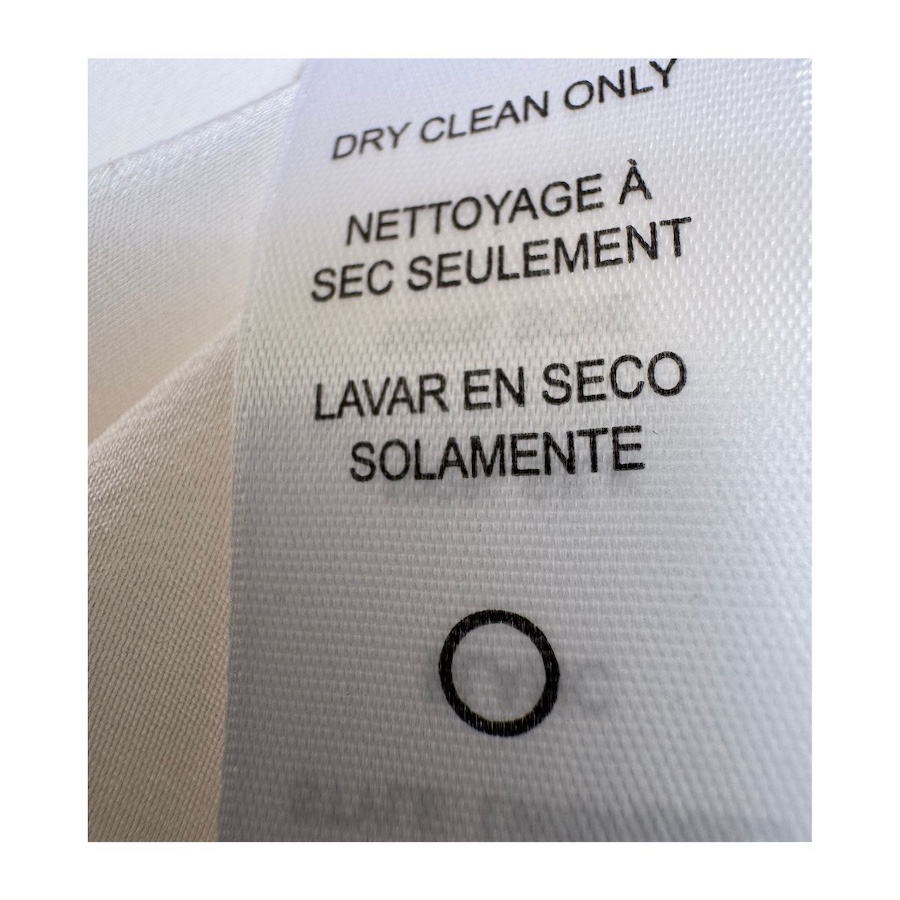 DRY CLEAN ONLY
NETTOYAGE À
SEC SEULEMENT
LAVAR EN SECO
SOLAMENTE